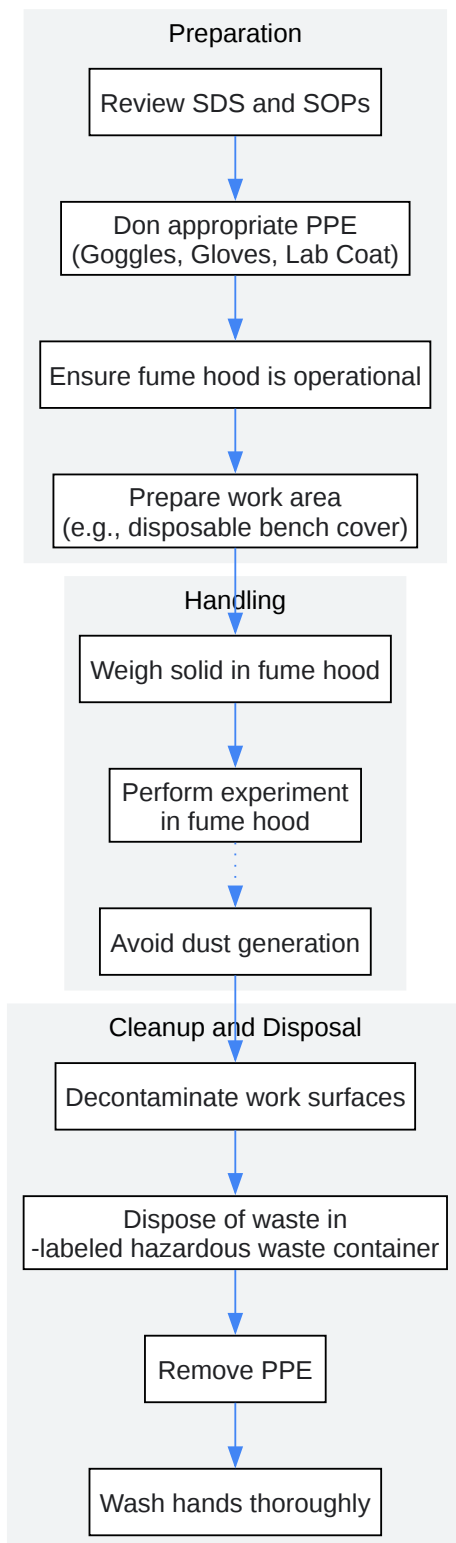 Preparation
Review SDS and SOPs
Don appropriate PPE
(Goggles, Gloves, Lab Coat)
Ensure fume hood is operational
Prepare work area
(e.g., disposable bench cover)
Handling
Weigh solid in fume hood
Perform experiment
in fume hood
Avoid dust generation
Cleanup and Disposal
Decontaminate work surfaces
Dispose of waste in
-labeled hazardous waste container
Remove PPE
Wash hands thoroughly